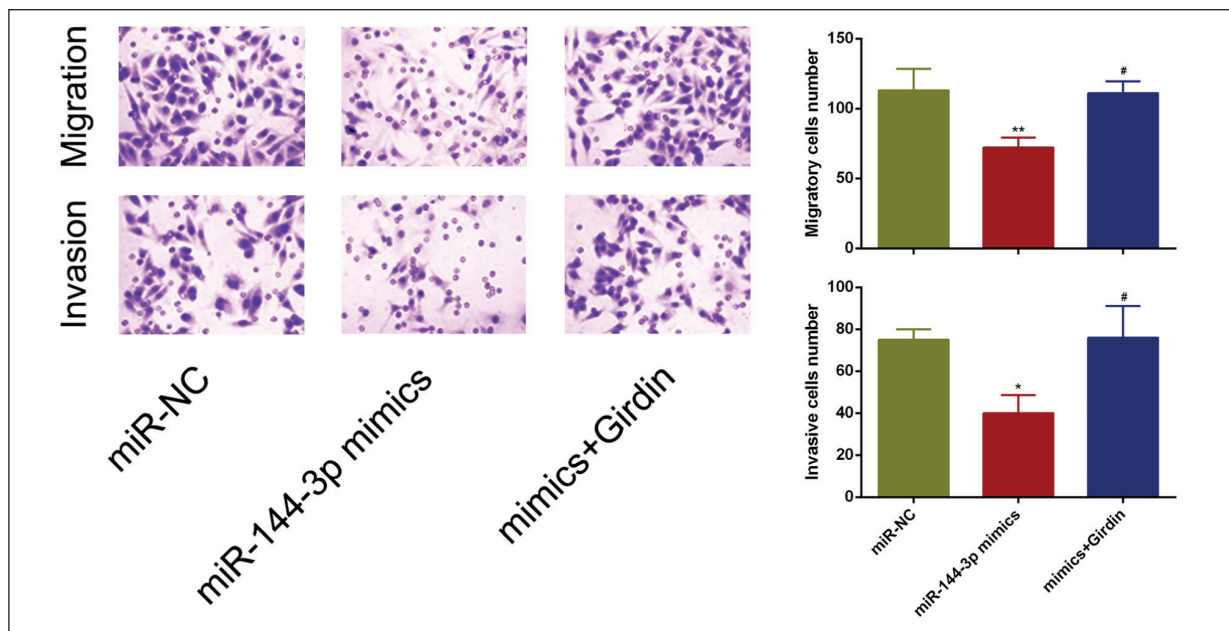 Migration
Invasion
miR-NC
miR-144-3p mimics
mimics+Girdin
Migratory cells number
150
100
50
0
**
#
Invasive cells number
100
80
60
40
20
0
*
#
miR-NC
miR-144-3p mimics
mimics+Girdin